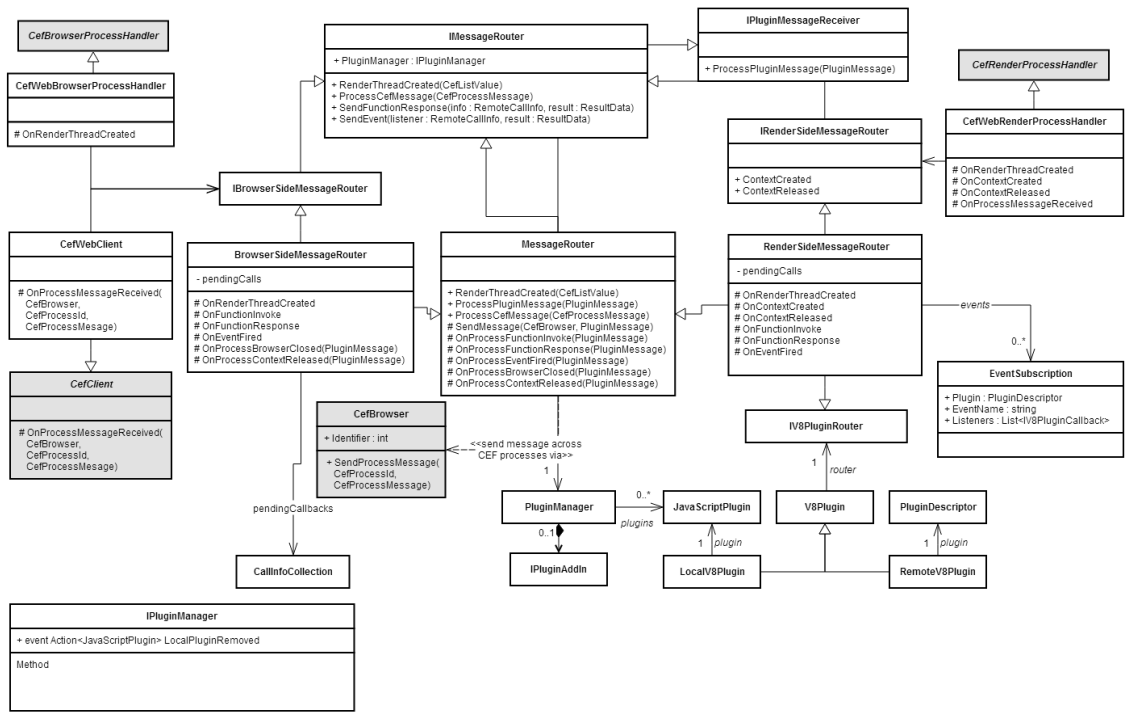 CefBrowserProcessHandler
CefWebBrowserProcessHandler
# OnRenderThreadCreated
IMessageRouter
+ PluginManager : IPluginManager
+ RenderThreadCreated(CefListValue)
+ ProcessCefMessage(CefProcessMessage)
+ SendFunctionResponse(info : RemoteCallInfo, result : ResultData)
+ SendEvent(listener : RemoteCallInfo, result : ResultData)
IPluginMessageReceiver
+ ProcessPluginMessage(PluginMessage)
CefRenderProcessHandler
CefWebRenderProcessHandler
# OnRenderThreadCreated
# OnContextCreated
# OnContextReleased
# OnProcessMessageReceived
IRenderSideMessageRouter
+ ContextCreated
+ ContextReleased
IBrowserSideMessageRouter
CefWebClient
# OnProcessMessageReceived(
CefBrowser,
CefProcessId,
CefProcessMesage)
BrowserSideMessageRouter
- pendingCalls
# OnRenderThreadCreated
# OnFunctionInvoke
# OnFunctionResponse
# OnEventFired
# OnProcessBrowserClosed(PluginMessage)
# OnProcessContextReleased(PluginMessage)
MessageRouter
+ RenderThreadCreated(CefListValue)
+ ProcessPluginMessage(PluginMessage)
+ ProcessCefMessage(CefProcessMessage)
# SendMessage(CefBrowser, PluginMessage)
# OnProcessFunctionInvoke(PluginMessage)
# OnProcessFunctionResponse(PluginMessage)
# OnProcessEventFired(PluginMessage)
# OnProcessBrowserClosed(PluginMessage)
# OnProcessContextReleased(PluginMessage)
RenderSideMessageRouter
- pendingCalls
# OnRenderThreadCreated
# OnContextCreated
# OnContextReleased
# OnFunctionInvoke
# OnFunctionResponse
# OnEventFired
events
0..*
EventSubscription
+ Plugin : PluginDescriptor
+ EventName : string
+ Listeners : List<IV8PluginCallback>
CefClient
# OnProcessMessageReceived(
CefBrowser,
CefProcessId,
CefProcessMesage)
CefBrowser
+ Identifier : int
+ SendProcessMessage(
CefProcessId,
CefProcessMessage)
<<send message across
CEF processes via>>
1
IV8PluginRouter
1
router
pendingCallbacks
PluginManager
0..*
plugins
JavaScriptPlugin
V8Plugin
PluginDescriptor
0..1
1
plugin
1
plugin
CallInfoCollection
IPluginAddIn
LocalV8Plugin
RemoteV8Plugin
IPluginManager
+ event Action<JavaScriptPlugin> LocalPluginRemoved
Method